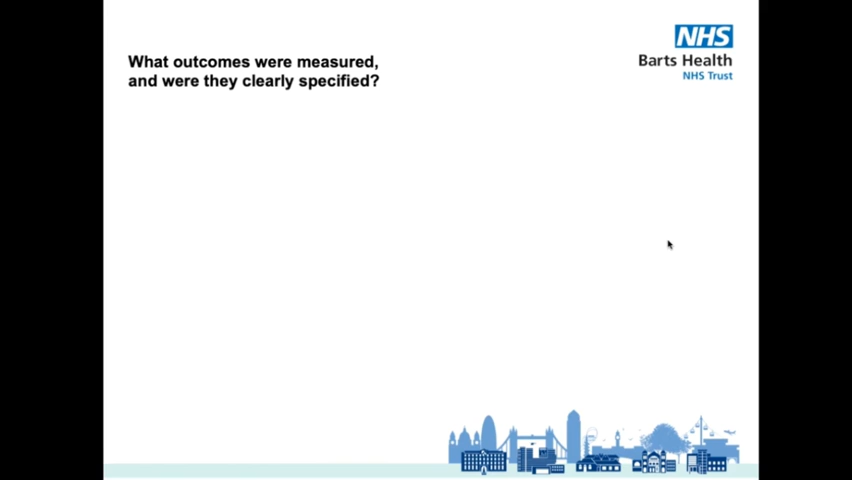 What outcomes were measured,
and were they clearly specified?
NHS
Barts Health
NHS Trust